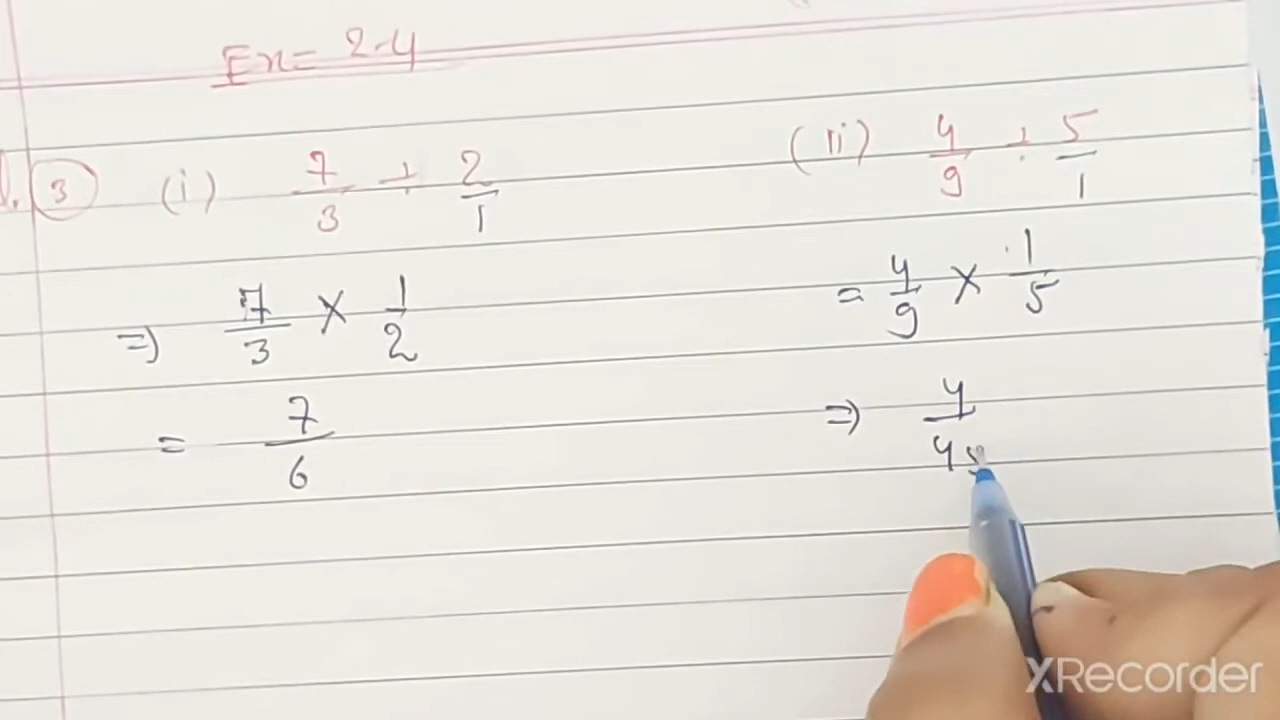 Ex= 2.4
3 (i) 7/3 ÷ 2/1
=> 7/3 × 1/2
= 7/6
(ii) 4/9 ÷ 5/1
= 4/9 × 1/5
=> 4/45
XRecorder